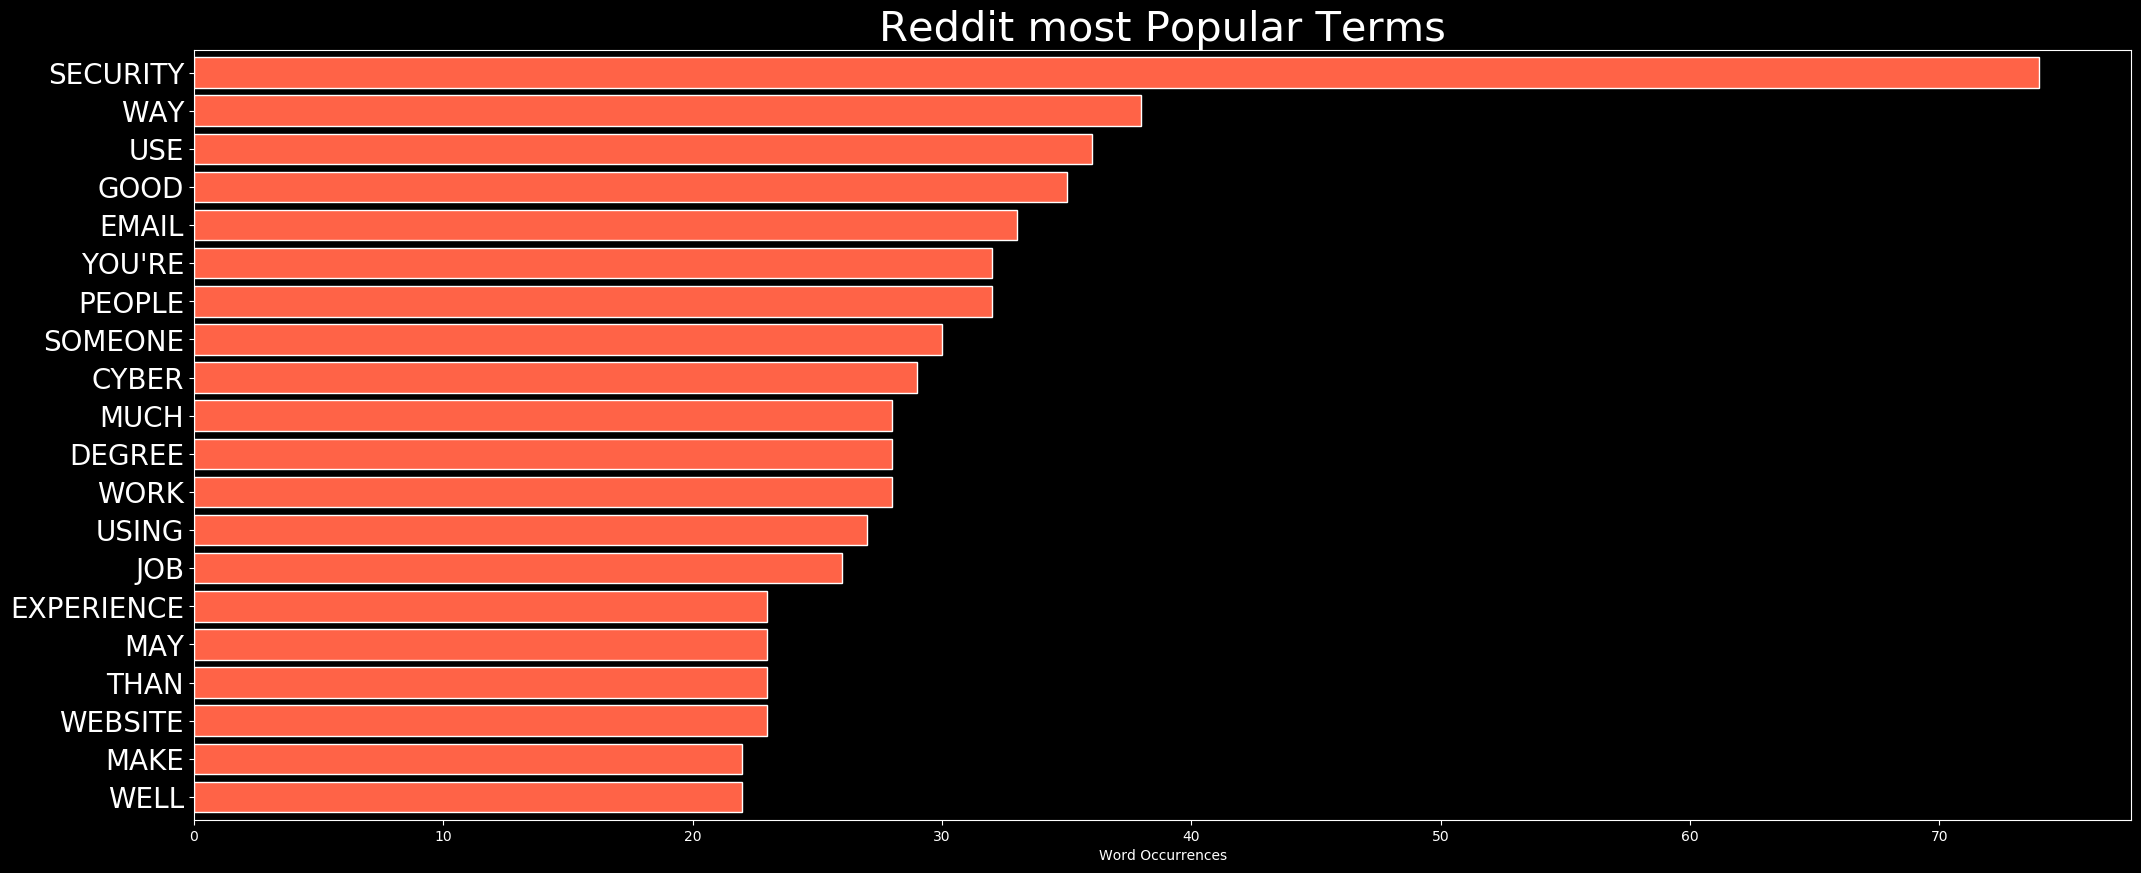 Reddit most Popular Terms
SECURITY
WAY
USE
GOOD
EMAIL
YOU'RE
PEOPLE
SOMEONE
CYBER
MUCH
DEGREE
WORK
USING
JOB
EXPERIENCE
MAY
THAN
WEBSITE
MAKE
WELL
0 10 20 30 40 50 60 70
Word Occurrences